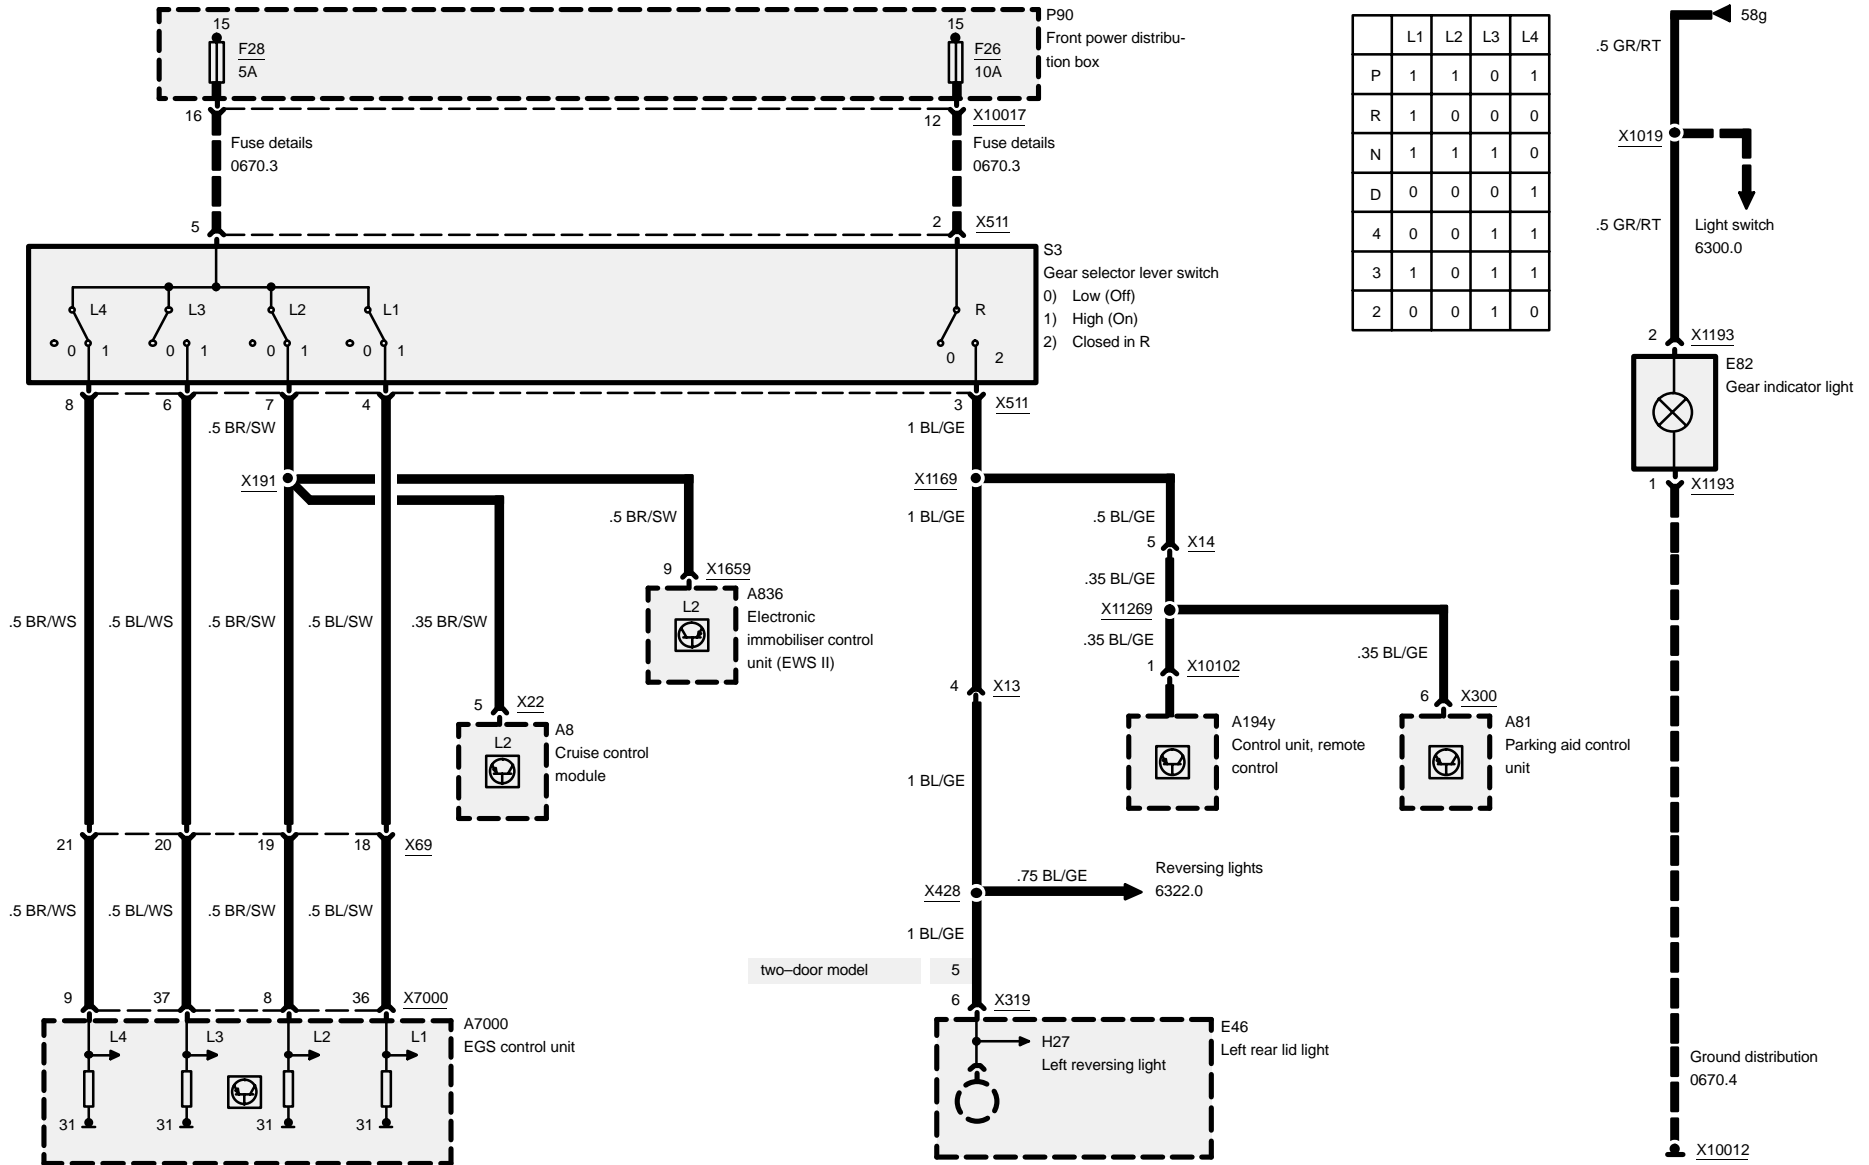 15
F28
5A
15
F26
10A
P90
Front power distribu-
tion box
16
12
X10017
Fuse details
0670.3
Fuse details
0670.3
5
2
X511
S3
Gear selector lever switch
0) Low (Off)
1) High (On)
2) Closed in R
L4
L3
L2
L1
R
0 1
0 1
0 1
0 1
0 2
8
6
7
4
3
X511
.5 BR/SW
1 BL/GE
X191
X1169
.5 BR/SW
1 BL/GE
.5 BL/GE
5
X14
9
X1659
.35 BL/GE
A836
Electronic
immobiliser control
unit (EWS II)
L2
X11269
.5 BR/WS
.5 BL/WS
.5 BR/SW
.5 BL/SW
.35 BR/SW
.35 BL/GE
.35 BL/GE
1
X10102
4
X13
6
X300
5
X22
A8
Cruise control
module
L2
A194y
Control unit, remote
control
A81
Parking aid control
unit
1 BL/GE
21
20
19
18
X69
Reversing lights
6322.0
.75 BL/GE
X428
.5 BR/WS
.5 BL/WS
.5 BR/SW
.5 BL/SW
1 BL/GE
two–door model
5
9
37
8
36
X7000
6
X319
A7000
EGS control unit
L4
L3
L2
L1
31
31
31
31
E46
Left rear lid light
H27
Left reversing light
L1 L2 L3 L4
P 1 1 0 1
R 1 0 0 0
N 1 1 1 0
D 0 0 0 1
4 0 0 1 1
3 1 0 1 1
2 0 0 1 0
58g
.5 GR/RT
X1019
.5 GR/RT
Light switch
6300.0
2
X1193
E82
Gear indicator light
1
X1193
Ground distribution
0670.4
X10012